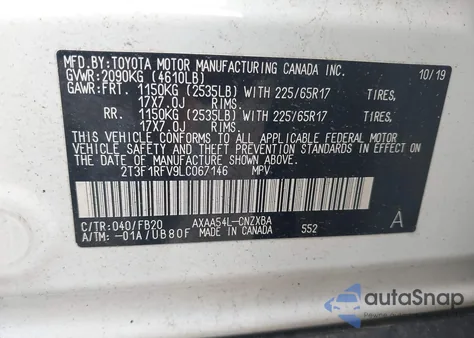 MFD.BY:TOYOTA MOTOR MANUFACTURING CANADA INC. 10/19
GVWR:2090KG (4610LB)
GAWR:FRT. 1150KG (2535LB) WITH 225/65R17 TIRES,
17X7.0J RIMS,
RR. 1150KG (2535LB) WITH 225/65R17 TIRES,
17X7.0J RIMS.
THIS VEHICLE CONFORMS TO ALL APPLICABLE FEDERAL MOTOR
VEHICLE SAFETY AND THEFT PREVENTION STANDARDS IN EFFECT
ON THE DATE OF MANUFACTURE SHOWN ABOVE.
2T3F1RFV9LC067146 MPV
C/TR:040/FB20 AXAA54L-CNZXBA A
A/TM: -01A/UB80F MADE IN CANADA 552
autoSnap